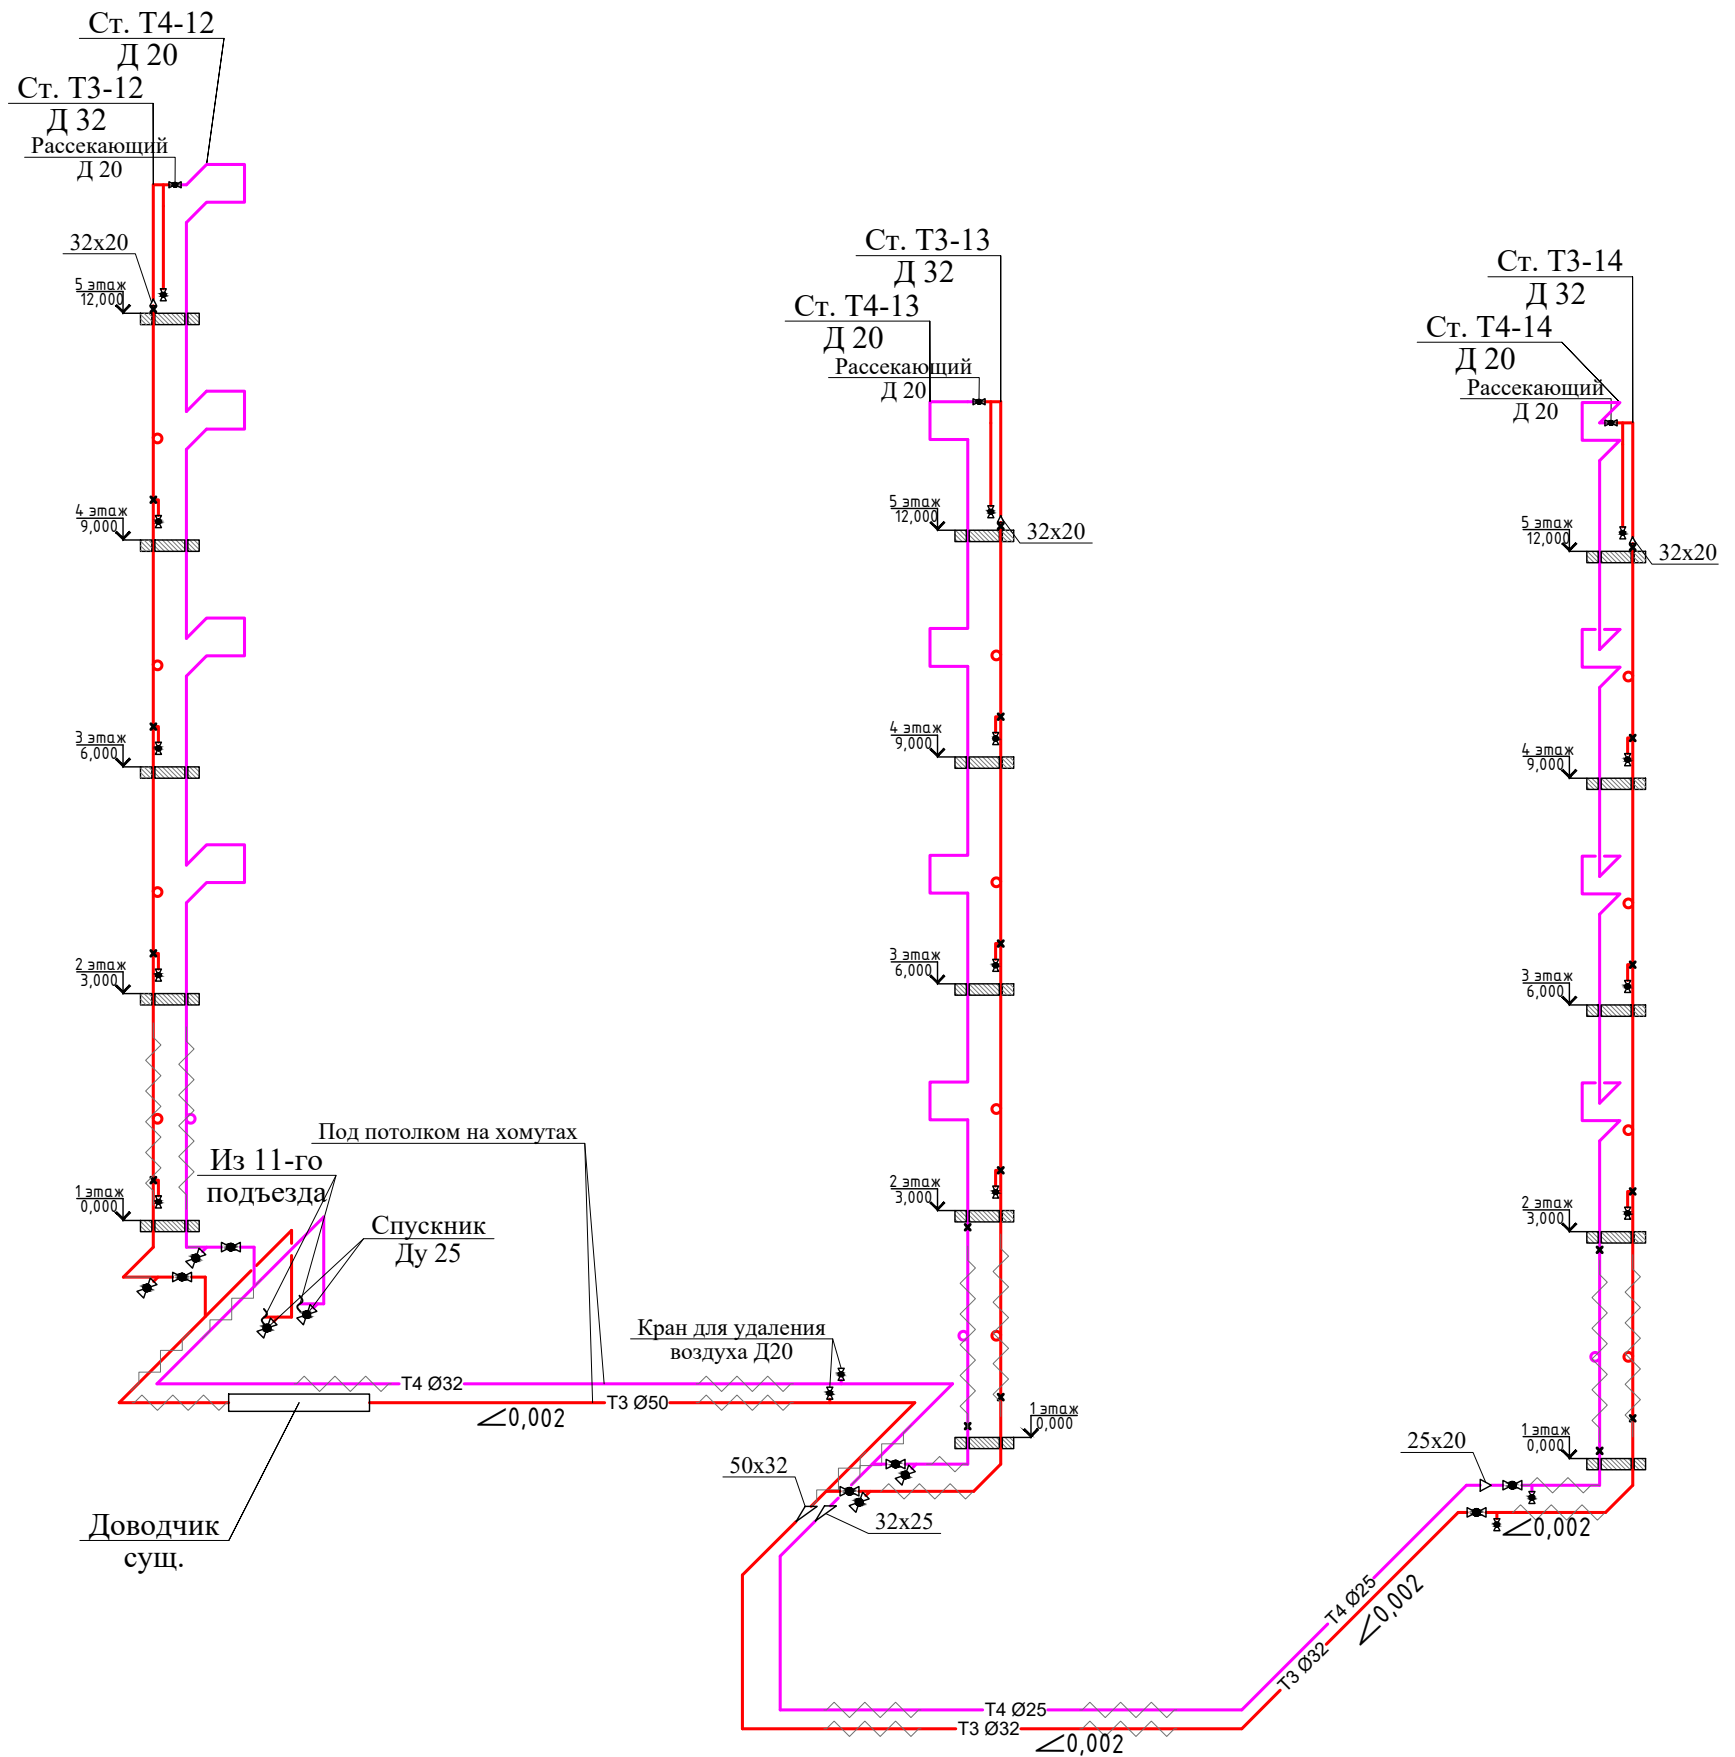 Ст. Т4-12
Д 20
Ст. Т3-12
Д 32
Рассекающий
Д 20
32х20
5 этаж
12,000
4 этаж
9,000
3 этаж
6,000
2 этаж
3,000
1 этаж
0,000
Ст. Т3-13
Д 32
Ст. Т4-13
Д 20
Рассекающий
Д 20
5 этаж
12,000
32х20
4 этаж
9,000
3 этаж
6,000
2 этаж
3,000
1 этаж
0,000
Ст. Т3-14
Д 32
Ст. Т4-14
Д 20
Рассекающий
Д 20
5 этаж
12,000
32х20
4 этаж
9,000
3 этаж
6,000
2 этаж
3,000
1 этаж
0,000
Под потолком на хомутах
Из 11-го
подъезда
Спускник
Ду 25
Кран для удаления
воздуха Д20
Т4 Ø32
Т3 Ø50
0,002
Доводчик
сущ.
50х32
32х25
25х20
0,002
Т4 Ø25
0,002
Т3 Ø32
Т4 Ø25
Т3 Ø32
0,002